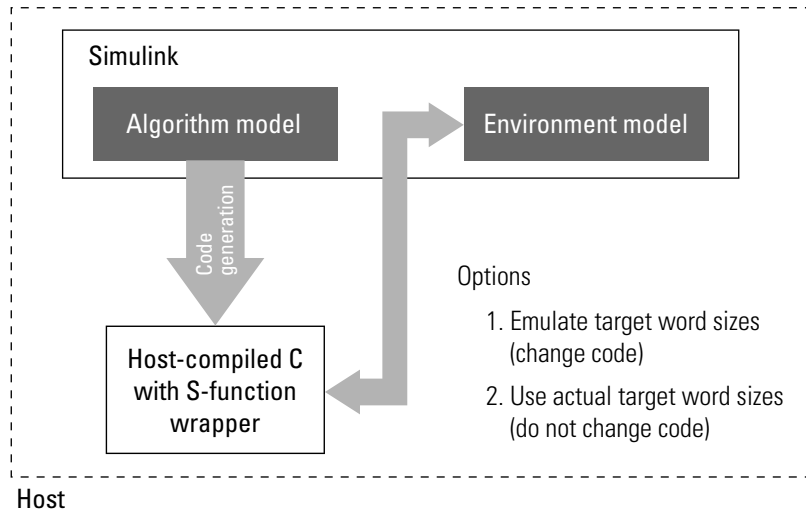 Simulink
Algorithm model
Environment model
Code
generation
Host-compiled C
with S-function
wrapper
Options
1. Emulate target word sizes
(change code)
2. Use actual target word sizes
(do not change code)
Host